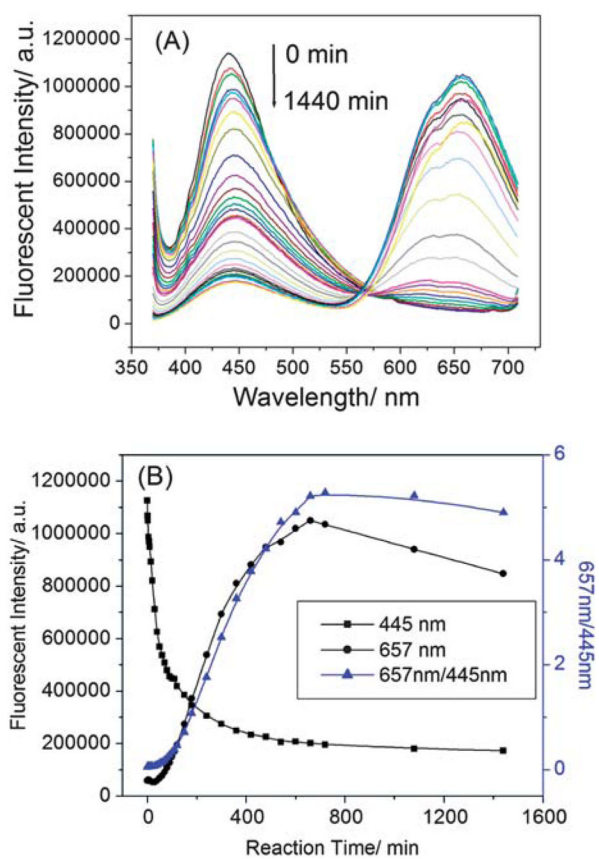 (A)
0 min
1440 min
Fluorescent Intensity/ a.u.
1200000
1000000
800000
600000
400000
200000
0
350 400 450 500 550 600 650 700
Wavelength/ nm
(B)
Fluorescent Intensity/ a.u.
1200000
1000000
800000
600000
400000
200000
0
6
4
2
0
657nm/445nm
445 nm
657 nm
657nm/445nm
0 400 800 1200 1600
Reaction Time/ min